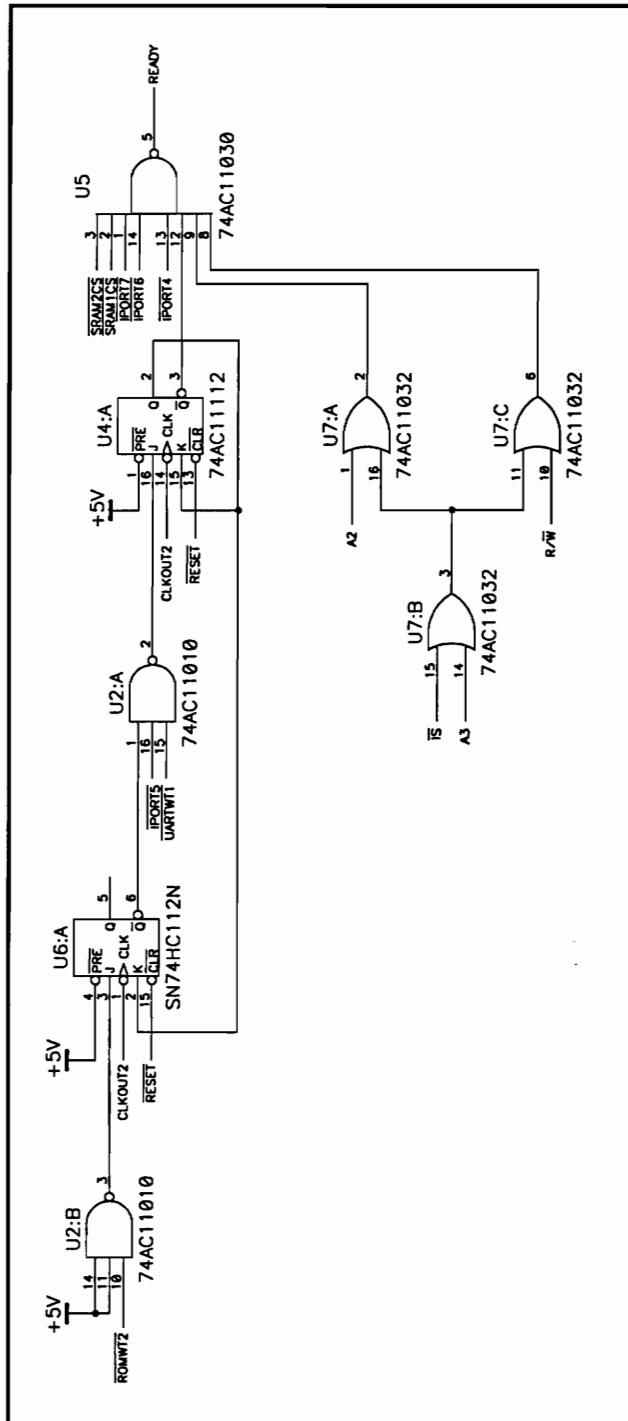 +5V
ROMWT2
14
11
10
U2:B
3
74AC11010
+5V
CLKOUT2
RESET
4
3
1
2
15
U6:A
PRE
J
CLK
K
CLR
Q
Q
5
6
SN74HC112N
IPORT5
UARTWT1
1
16
15
U2:A
2
74AC11010
+5V
CLKOUT2
RESET
1
16
14
15
13
U4:A
PRE
J
CLK
K
CLR
Q
Q
2
3
74AC11112
SRAM2CS
SRAM1CS
IPORT7
IPORT6
IPORT4
3
2
1
14
13
12
9
8
U5
5
READY
74AC11030
IS
A3
15
14
U7:B
3
74AC11032
A2
1
16
U7:A
2
74AC11032
R/W
11
10
U7:C
6
74AC11032